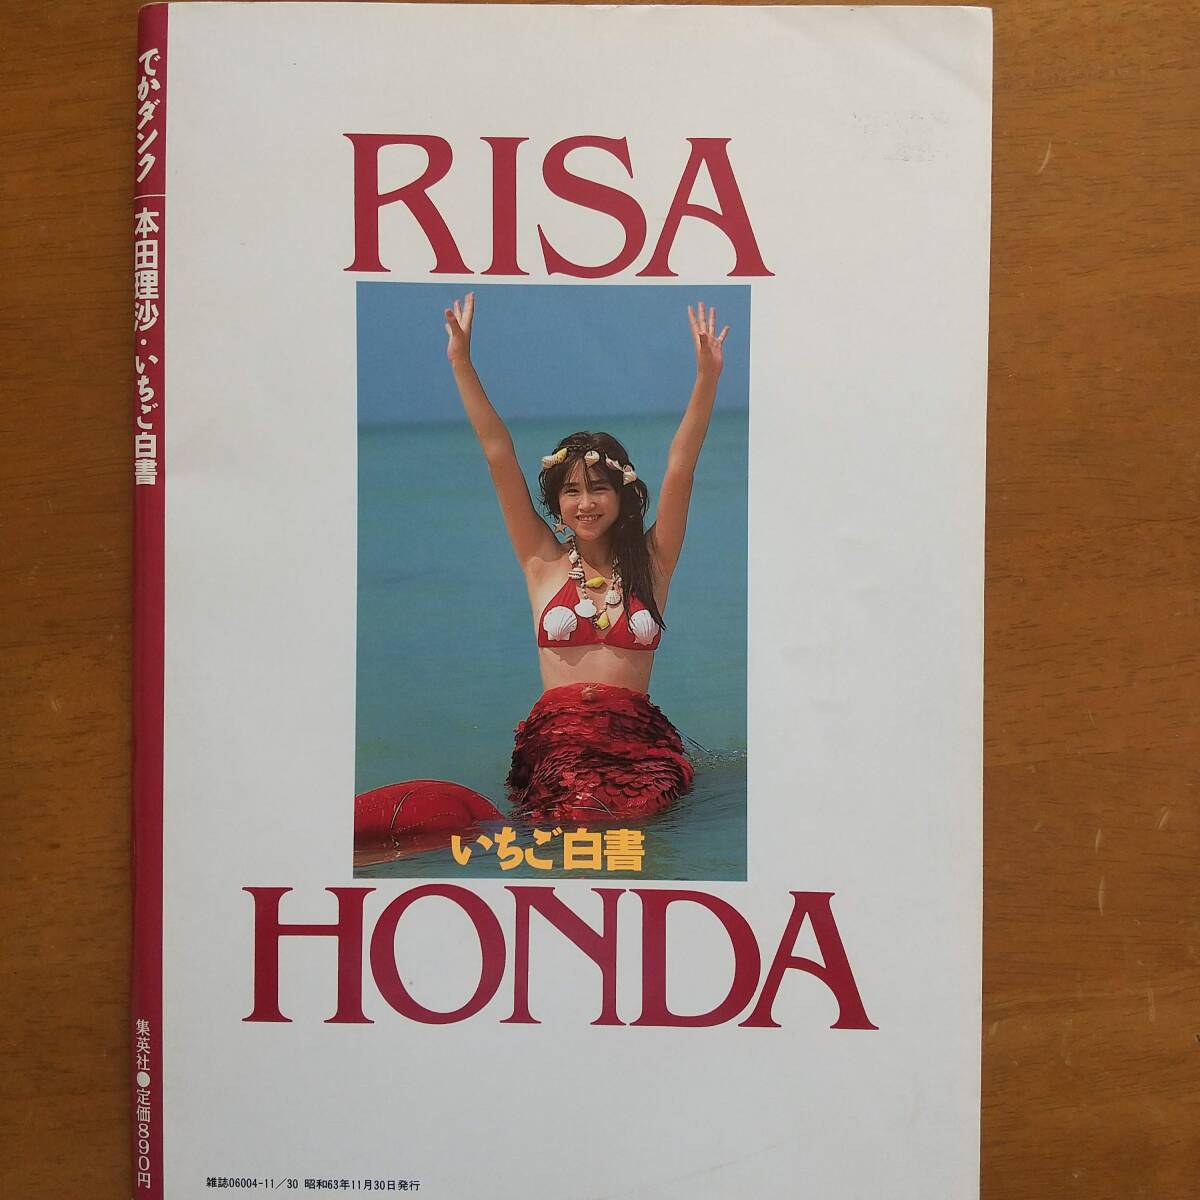 でかダンク
本田理沙・いちご白書
集英社●定価890円
RISA
いちご白書
HONDA
雑誌06004-11／30 昭和63年11月30日発行